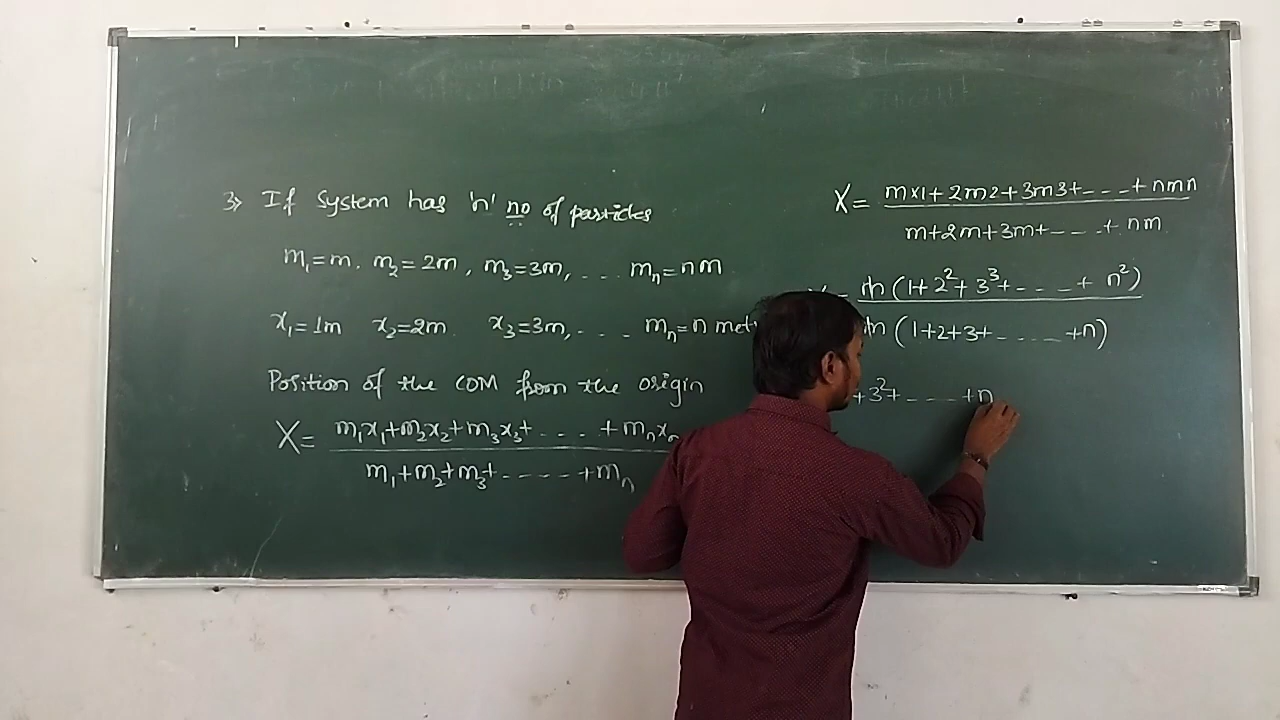 3) If System has 'n' no of particles
m₁=m. m₂=2m, m₃=3m, .... mₙ=nm
x₁=1m x₂=2m. x₃=3m, .... mₙ=n
Position of the COM from the origin
X= m₁x₁+m₂x₂+m₃x₃+ .... + mₙxₙ
m₁+m₂+m₃+ ..... +mₙ
X= mx1+2m2+3m3+ ... + nmn
m+2m+3m+ .... + nm
m (1+2²+3³+ .... + n²)
(1+2+3+ ..... +n)
+3²+ .... +n